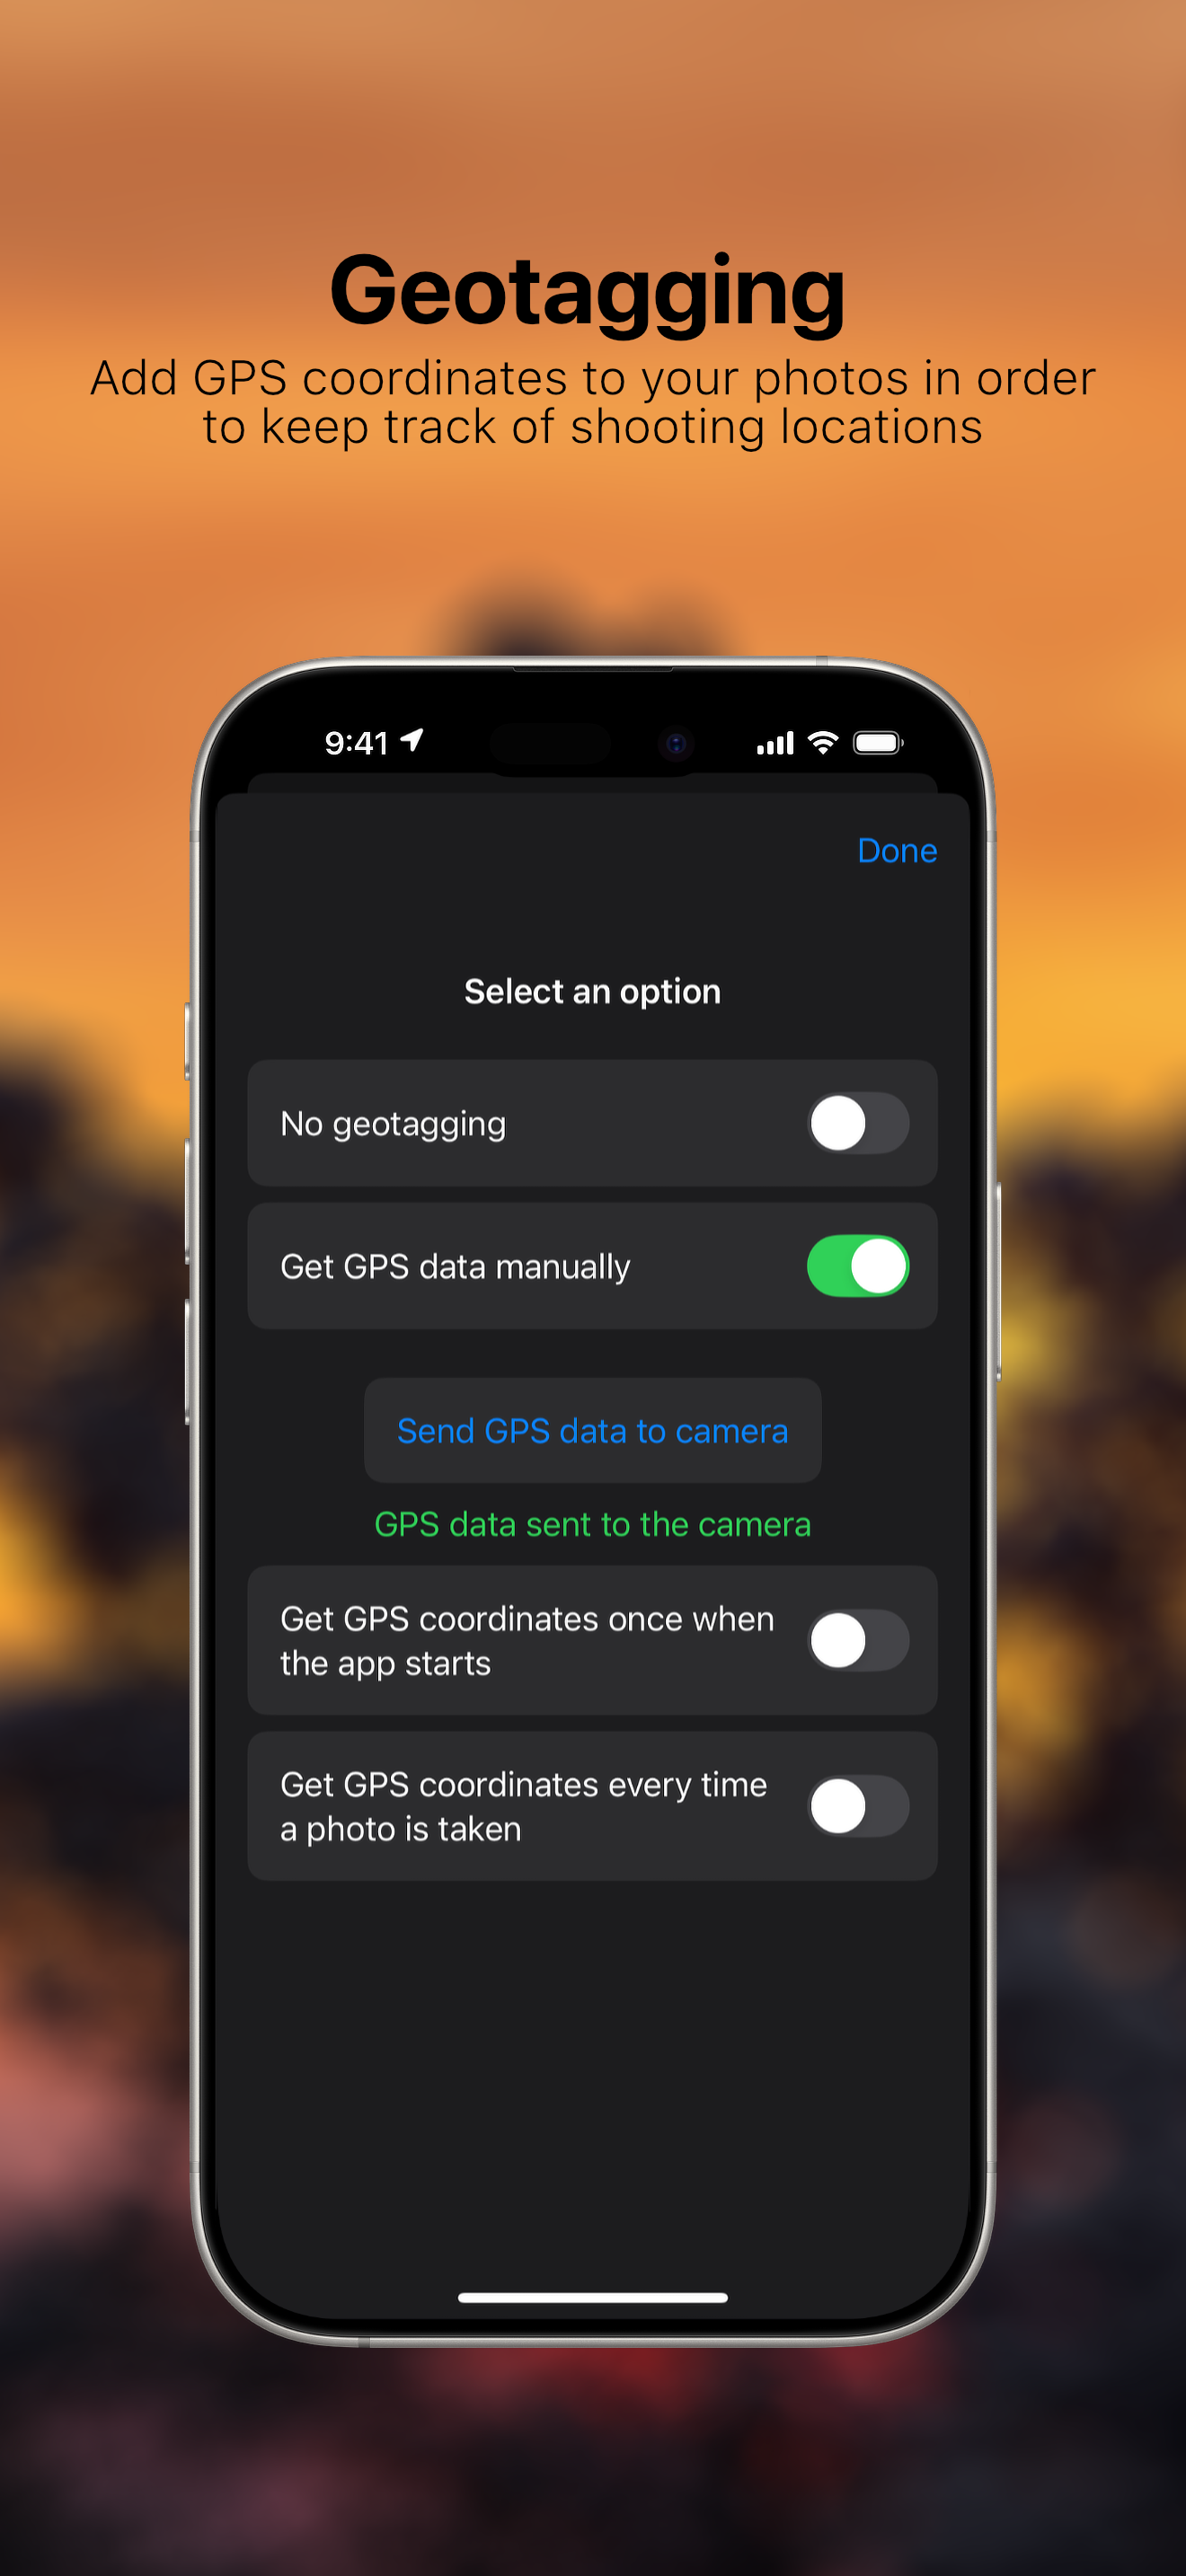 Geotagging
Add GPS coordinates to your photos in order
to keep track of shooting locations
9:41
Done
Select an option
No geotagging
Get GPS data manually
Send GPS data to camera
GPS data sent to the camera
Get GPS coordinates once when
the app starts
Get GPS coordinates every time
a photo is taken